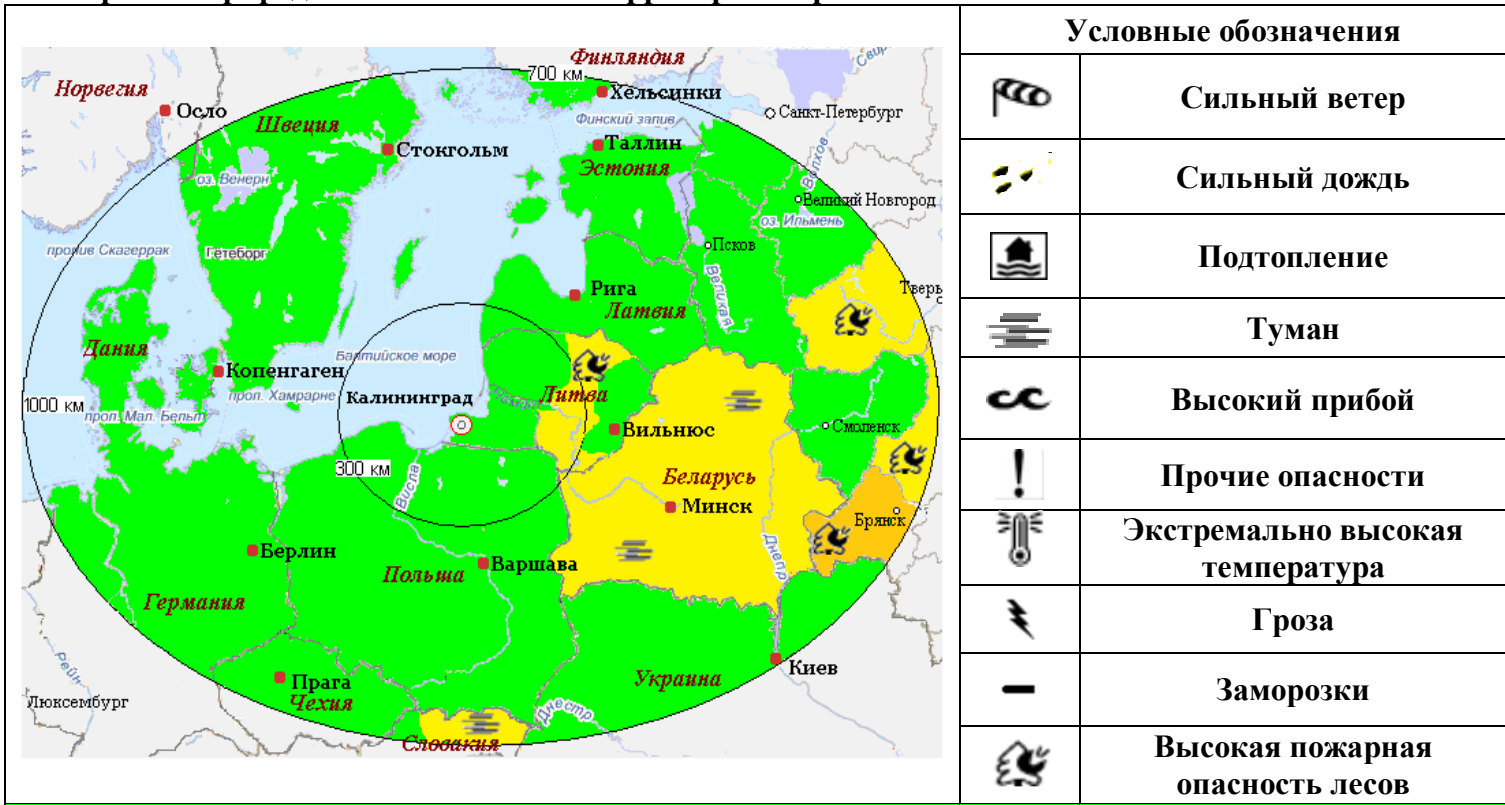 Условные обозначения
Сильный ветер
Сильный дождь
Подтопление
Туман
Высокий прибой
Прочие опасности
Экстремально высокая
температура
Гроза
Заморозки
Высокая пожарная
опасность лесов
Финляндия
700 км
Норвегия
Хельсинки
Осло
Санкт-Петербург
Швеция
Финский залив
Стокгольм
Таллин
Эстония
Волхов
оз. Венерн
Великий Новгород
оз. Ильмень
пролив Скагеррак
Гетеборг
Псков
Великая
Рига
Тверь
Латвия
Дания
Балтийское море
Копенгаген
Калининград
Литва
1000 км
проп. Мал. Бельт
проп. Хамрарне
Вильнюс
Смоленск
300 км
Висла
Беларусь
Минск
Брянск
Берлин
Днепр
Польша
Варшава
Германия
Рейн
Украина
Киев
Прага
Чехия
Люксембург
Днестр
Словакия